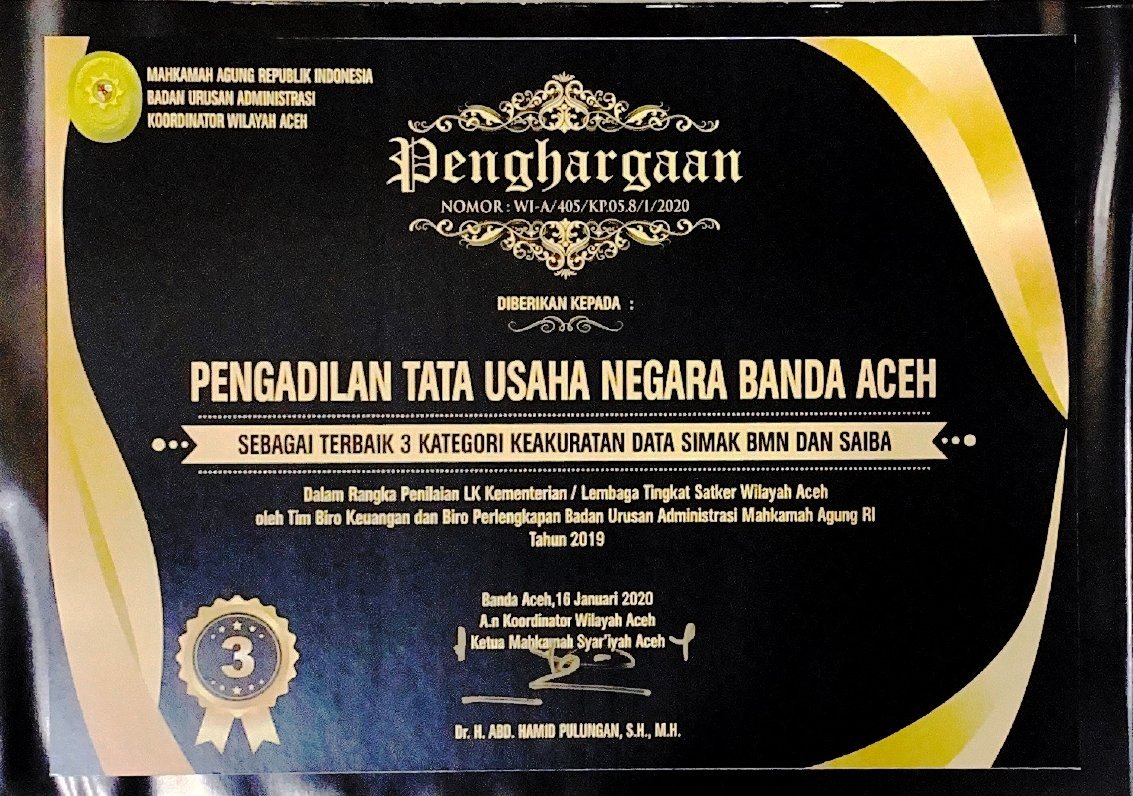 MAHKAMAH AGUNG REPUBLIK INDONESIA
BADAN URUSAN ADMINISTRASI
KOORDINATOR WILAYAH ACEH
Penghargaan
NOMOR : WI-A/405/KP.05.8/1/2020
DIBERIKAN KEPADA :
PENGADILAN TATA USAHA NEGARA BANDA ACEH
SEBAGAI TERBAIK 3 KATEGORI KEAKURATAN DATA SIMAK BMN DAN SAIBA
Dalam Rangka Penilaian LK Kementerian / Lembaga Tingkat Satker Wilayah Aceh
oleh Tim Biro Keuangan dan Biro Perlengkapan Badan Urusan Administrasi Mahkamah Agung RI
Tahun 2019
Banda Aceh,16 Januari 2020
A.n Koordinator Wilayah Aceh
Ketua Mahkamah Syar'iyah Aceh
3
Dr. H. ABD. HAMID PULUNGAN, S.H., M.H.